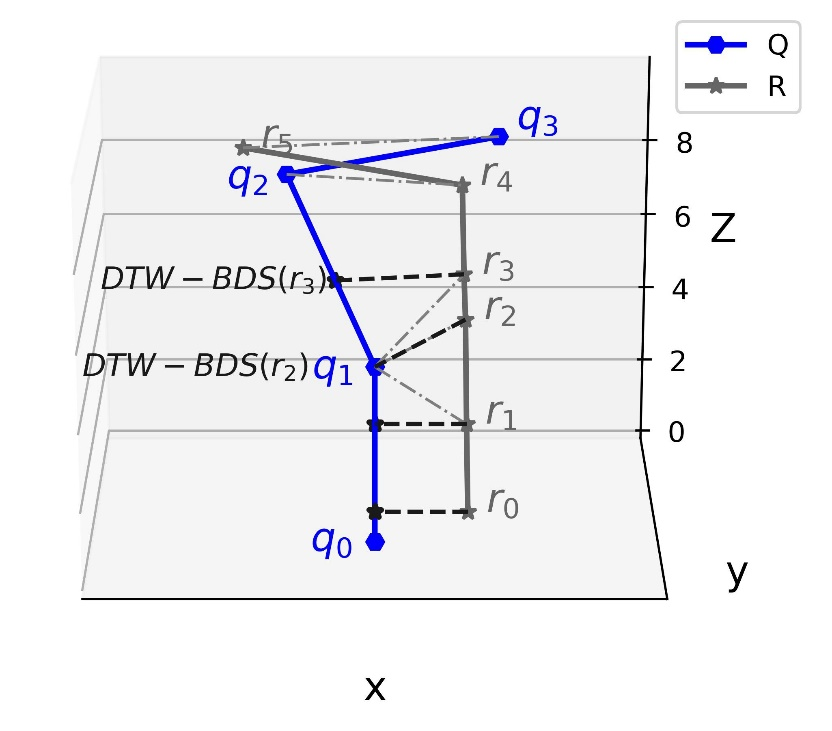 Q
R
q₃
r₅
8
q₂
r₄
6
Z
r₃
DTW − BDS(r₃)
4
r₂
2
DTW − BDS(r₂)
q₁
r₁
0
r₀
q₀
y
x